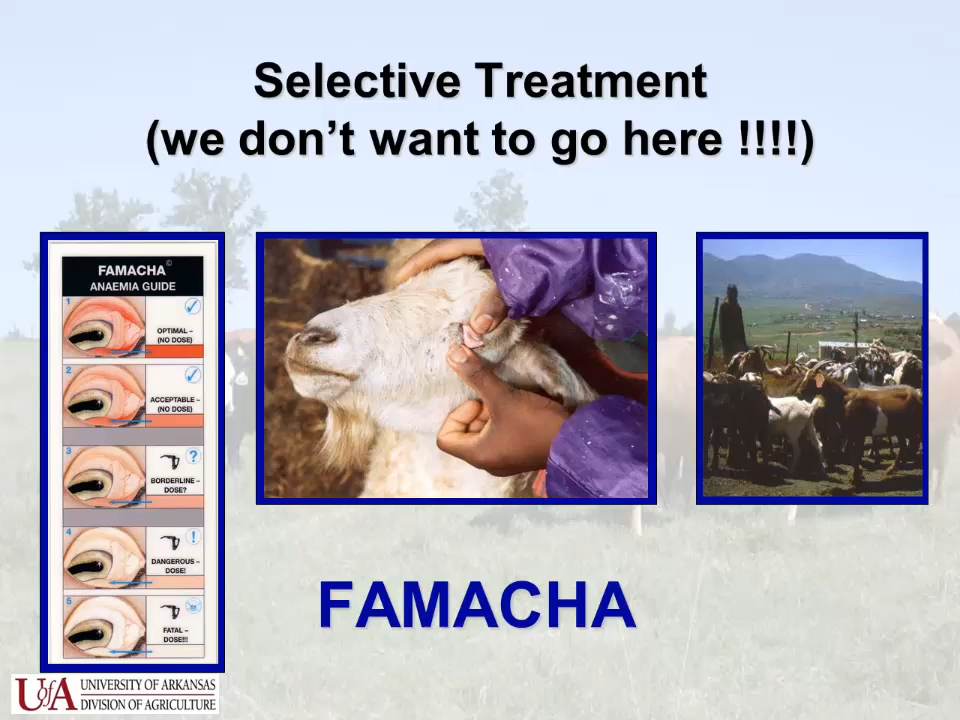 Selective Treatment
(we don’t want to go here !!!!)
FAMACHA©
ANAEMIA GUIDE
1
OPTIMAL –
(NO DOSE)
2
ACCEPTABLE –
(NO DOSE)
3
?
BORDERLINE –
DOSE?
4
!
DANGEROUS –
DOSE!
5
FATAL –
DOSE!!!
FAMACHA
UofA UNIVERSITY OF ARKANSAS
DIVISION OF AGRICULTURE